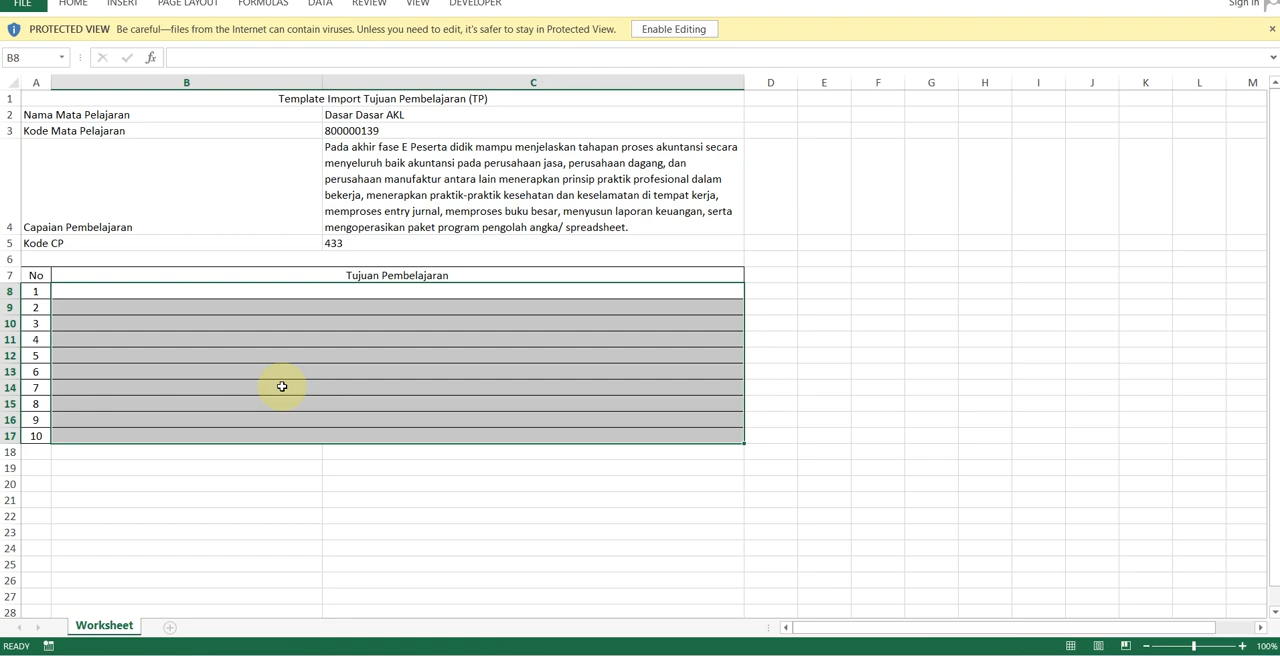 FILE HOME INSERT PAGE LAYOUT FORMULAS DATA REVIEW VIEW DEVELOPER Sign in
PROTECTED VIEW Be careful—files from the Internet can contain viruses. Unless you need to edit, it's safer to stay in Protected View. Enable Editing
B8 fx
A B C D E F G H I J K L M
1 Template Import Tujuan Pembelajaran (TP)
2 Nama Mata Pelajaran Dasar Dasar AKL
3 Kode Mata Pelajaran 800000139
Pada akhir fase E Peserta didik mampu menjelaskan tahapan proses akuntansi secara
menyeluruh baik akuntansi pada perusahaan jasa, perusahaan dagang, dan
perusahaan manufaktur antara lain menerapkan prinsip praktik profesional dalam
bekerja, menerapkan praktik-praktik kesehatan dan keselamatan di tempat kerja,
memproses entry jurnal, memproses buku besar, menyusun laporan keuangan, serta
4 Capaian Pembelajaran mengoperasikan paket program pengolah angka/ spreadsheet.
5 Kode CP 433
6
7 No Tujuan Pembelajaran
8 1
9 2
10 3
11 4
12 5
13 6
14 7
15 8
16 9
17 10
18
19
20
21
22
23
24
25
26
27
28
Worksheet
READY 100%